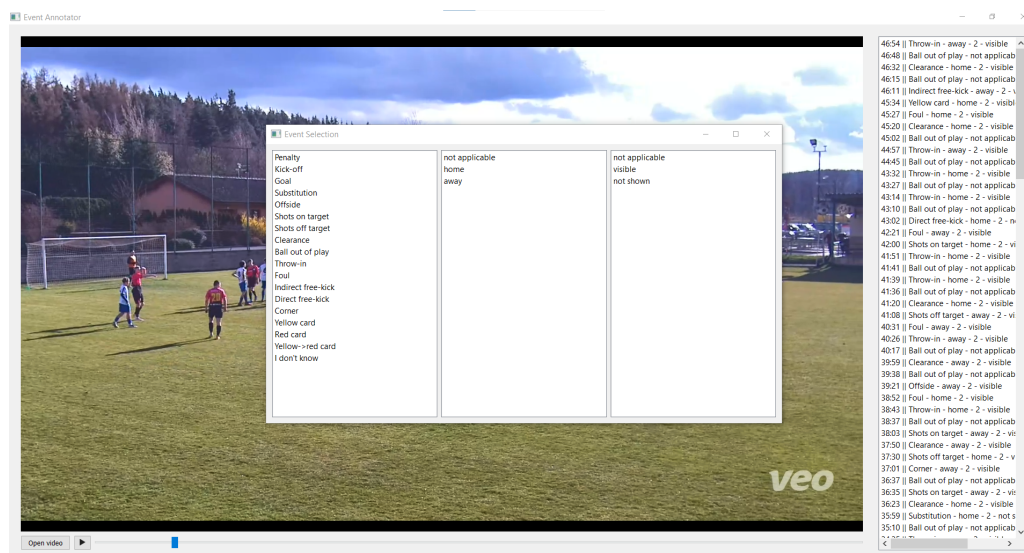 Event Annotator
Event Selection
Penalty
Kick-off
Goal
Substitution
Offside
Shots on target
Shots off target
Clearance
Ball out of play
Throw-in
Foul
Indirect free-kick
Direct free-kick
Corner
Yellow card
Red card
Yellow->red card
I don't know
not applicable
home
away
not applicable
visible
not shown
20
veo
Open video
46:54 || Throw-in - away - 2 - visible
46:48 || Ball out of play - not applicab
46:32 || Clearance - home - 2 - visible
46:15 || Ball out of play - not applicab
46:11 || Indirect free-kick - away - 2 -
45:34 || Yellow card - home - 2 - visibl
45:27 || Foul - home - 2 - visible
45:20 || Clearance - home - 2 - visible
45:02 || Ball out of play - not applicab
44:57 || Throw-in - away - 2 - visible
44:45 || Ball out of play - not applicab
43:32 || Throw-in - home - 2 - visible
43:27 || Ball out of play - not applicab
43:14 || Throw-in - home - 2 - visible
43:10 || Ball out of play - not applicab
43:02 || Direct free-kick - home - 2 - n
42:21 || Foul - away - 2 - visible
42:00 || Shots on target - home - 2 - vi
41:51 || Throw-in - home - 2 - visible
41:41 || Ball out of play - not applicab
41:39 || Throw-in - home - 2 - visible
41:36 || Ball out of play - not applicab
41:20 || Clearance - home - 2 - visible
41:08 || Shots off target - away - 2 - vi
40:31 || Foul - away - 2 - visible
40:26 || Throw-in - away - 2 - visible
40:17 || Ball out of play - not applicab
39:59 || Clearance - away - 2 - visible
39:38 || Ball out of play - not applicab
39:21 || Offside - away - 2 - visible
38:52 || Foul - home - 2 - visible
38:43 || Throw-in - home - 2 - visible
38:37 || Ball out of play - not applicab
38:03 || Shots on target - away - 2 - vis
37:50 || Clearance - away - 2 - visible
37:30 || Shots off target - home - 2 - v
37:01 || Corner - away - 2 - visible
36:37 || Ball out of play - not applicab
36:35 || Shots on target - away - 2 - vis
36:23 || Clearance - home - 2 - visible
35:59 || Substitution - home - 2 - not s
35:10 || Ball out of play - not applicab